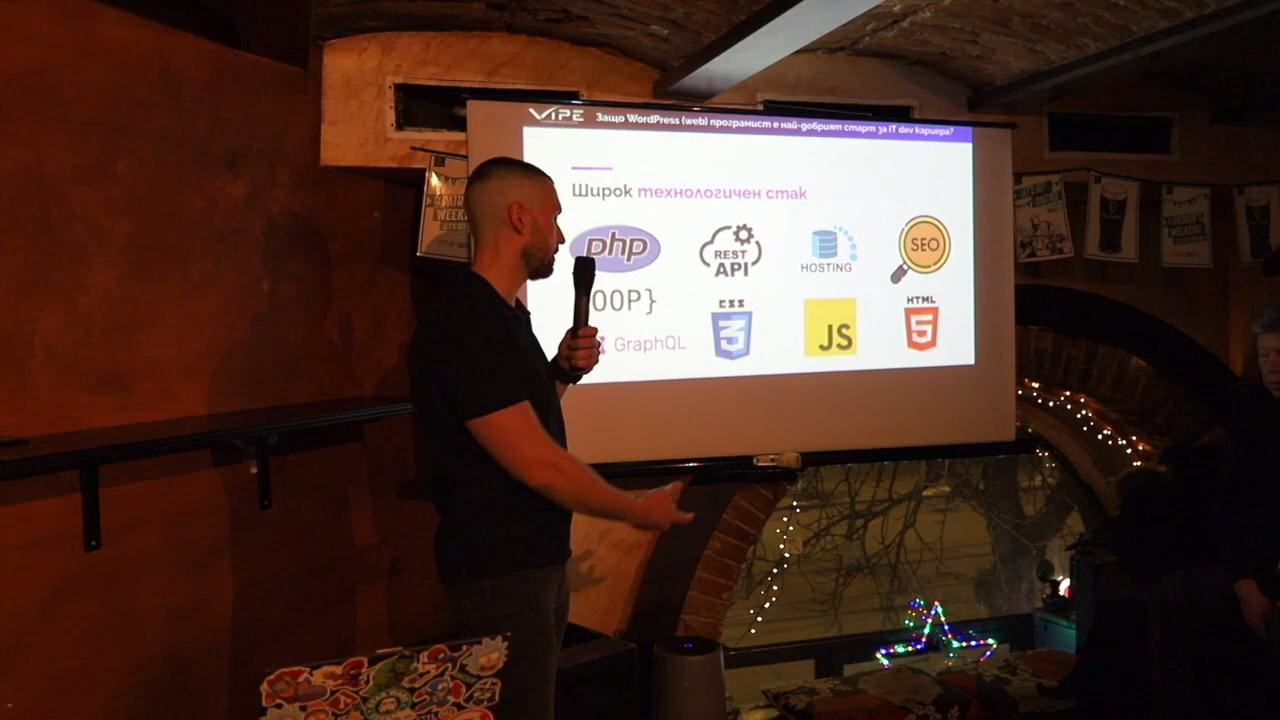 VIPE
Защо WordPress (web) програмист е най-добрият старт за IT dev кариера?
Широк технологичен стак
php
REST
API
HOSTING
SEO
OOP}
GraphQL
CSS
3
JS
HTML
5